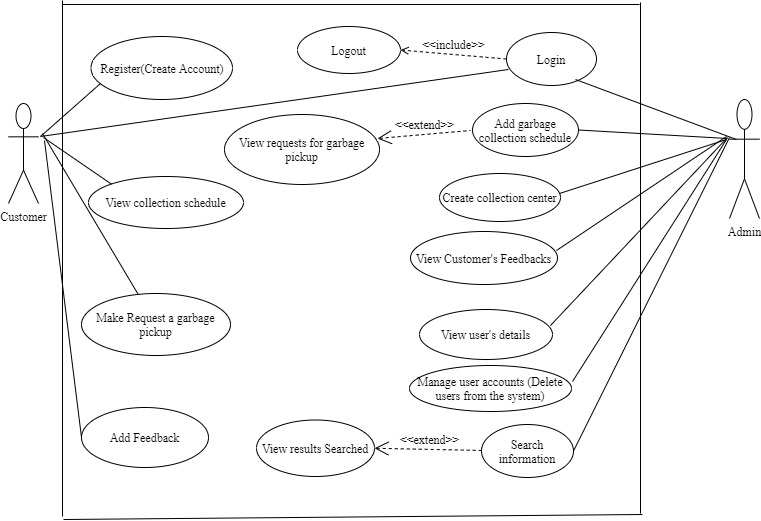 Logout
<<include>>
Login
Register(Create Account)
View requests for garbage
pickup
<<extend>>
Add garbage
collection schedule
Customer
View collection schedule
Create collection center
Admin
View Customer's Feedbacks
Make Request a garbage
pickup
View user's details
Manage user accounts (Delete
users from the system)
Add Feedback
View results Searched
<<extend>>
Search
information